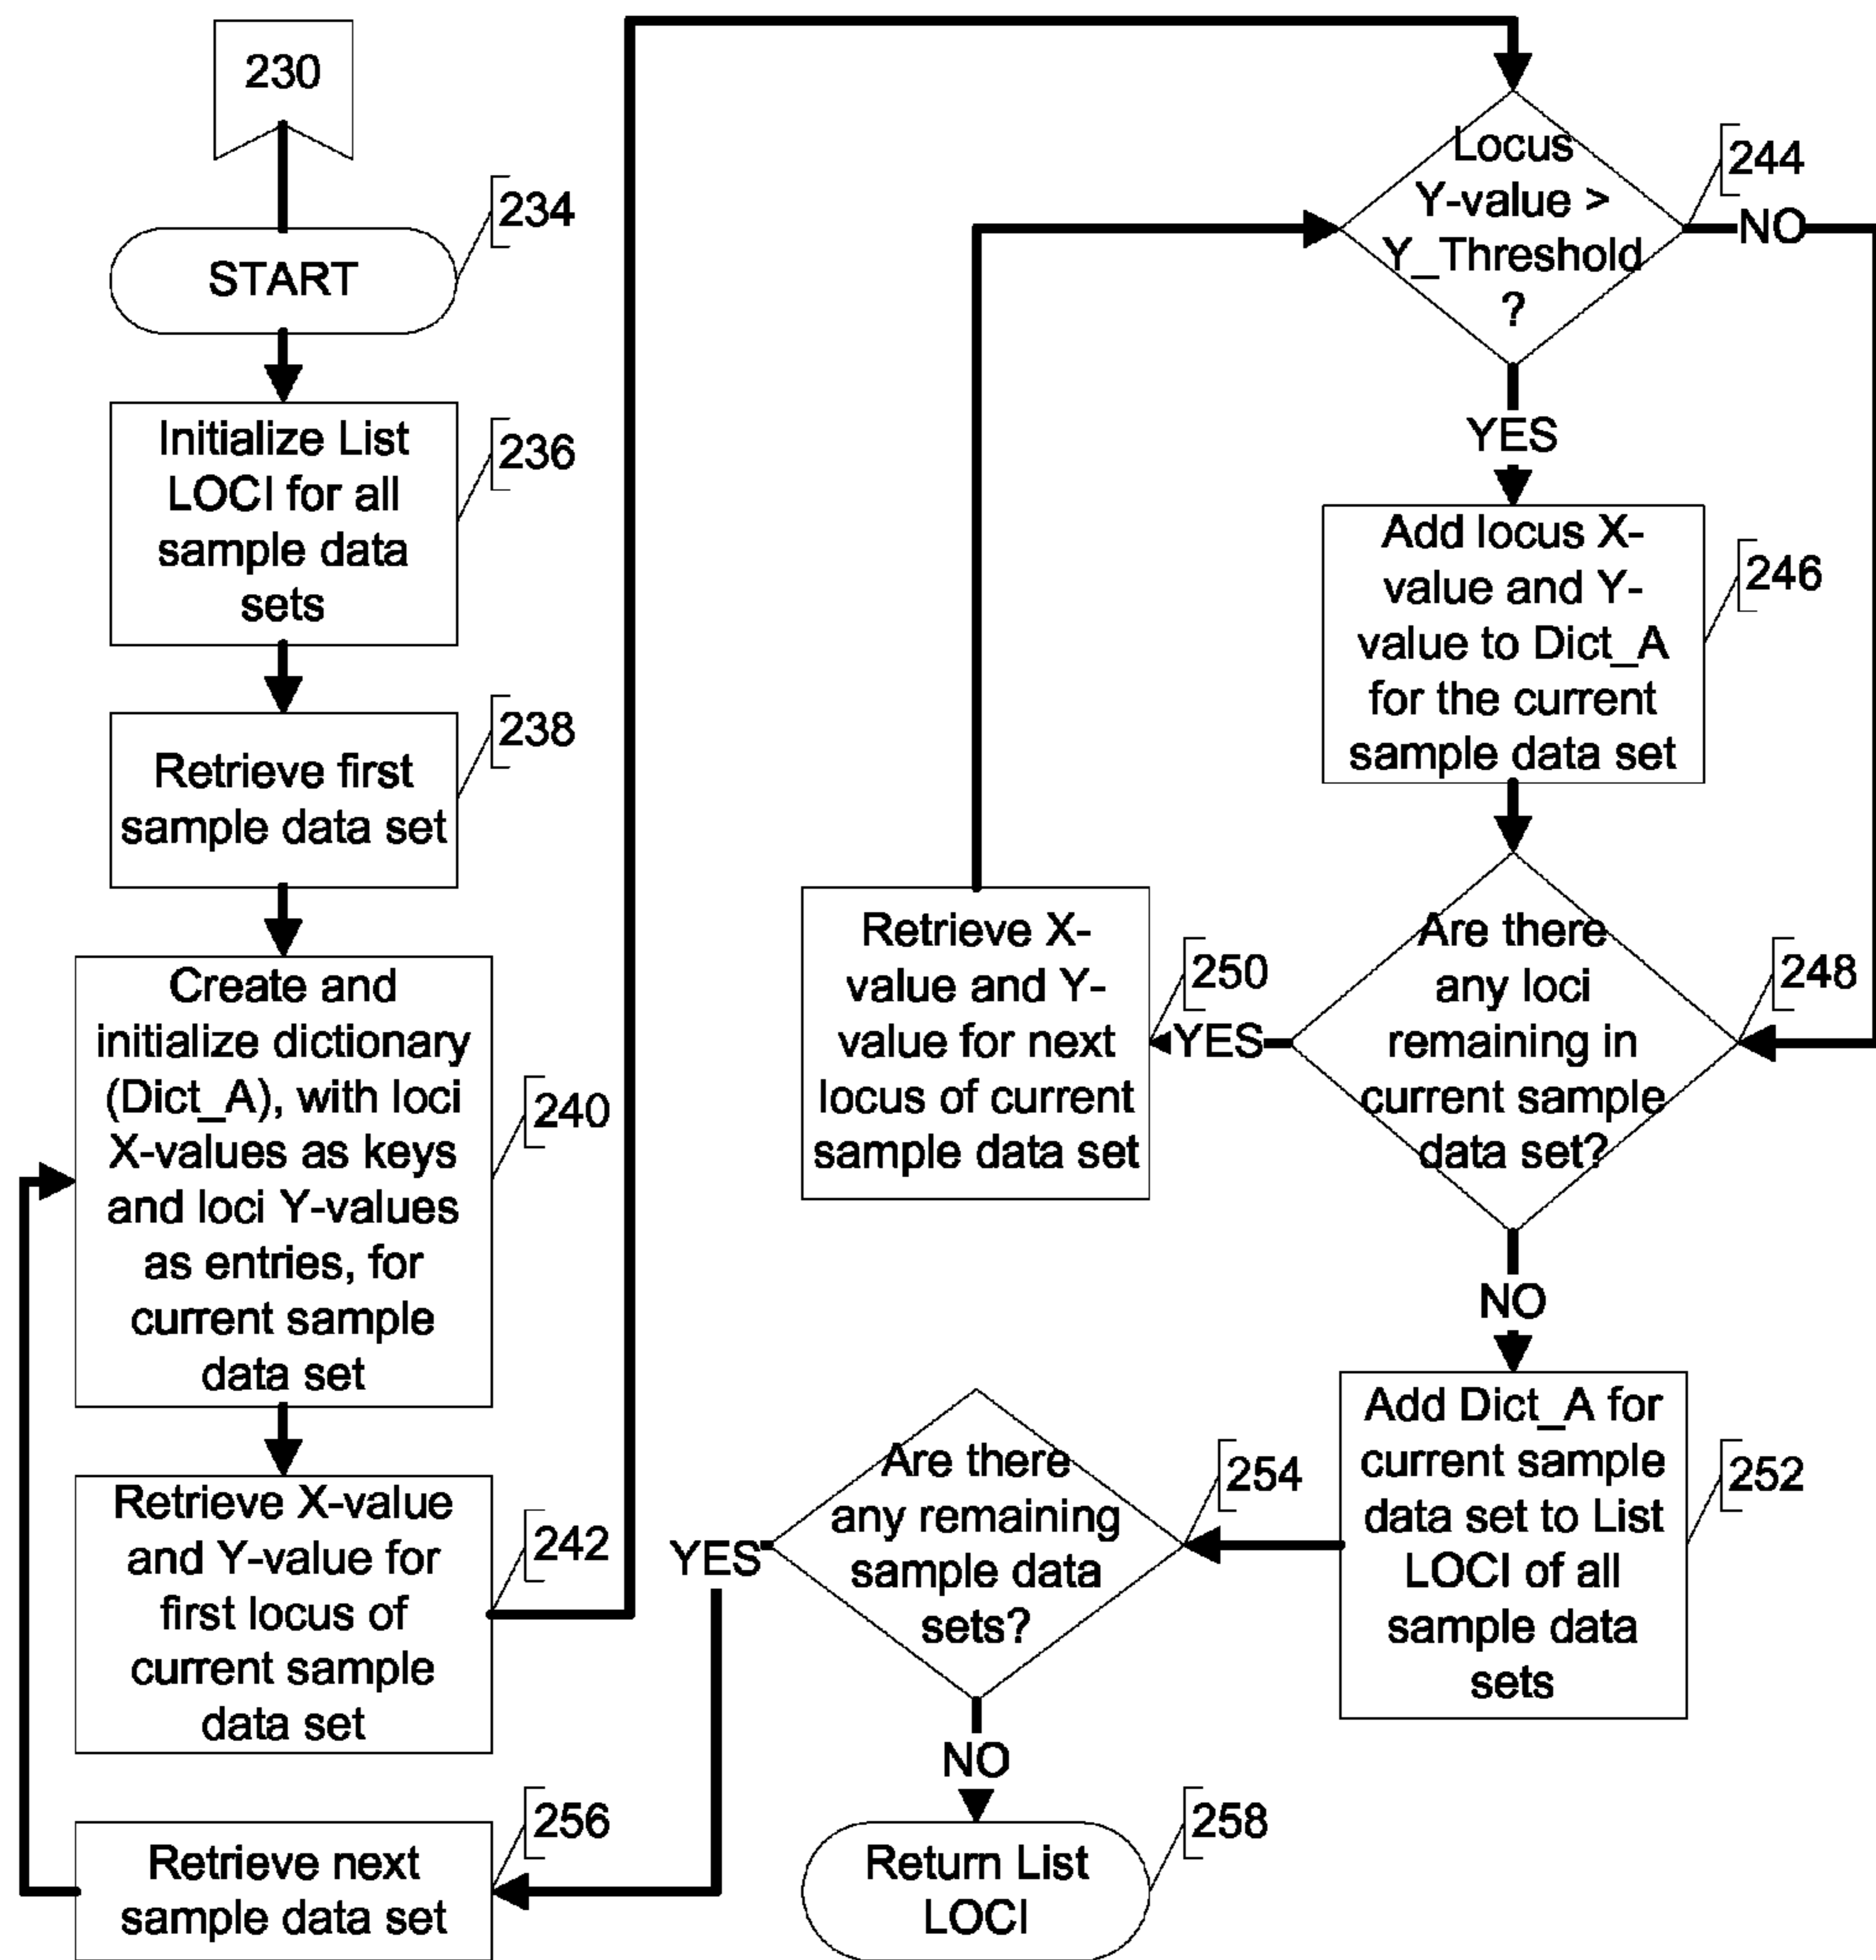 230
234
START
Initialize List
LOCI for all
sample data
sets
236
Retrieve first
sample data set
238
Create and
initialize dictionary
(Dict_A), with loci
X-values as keys
and loci Y-values
as entries, for
current sample
data set
240
Retrieve X-value
and Y-value for
first locus of
current sample
data set
242
Locus
Y-value >
Y_Threshold
?
244
NO
YES
Add locus X-
value and Y-
value to Dict_A
for the current
sample data set
246
Are there
any loci
remaining in
current sample
data set?
248
YES
Retrieve X-
value and Y-
value for next
locus of current
sample data set
250
NO
Add Dict_A for
current sample
data set to List
LOCI of all
sample data
sets
252
Are there
any remaining
sample data
sets?
254
YES
Retrieve next
sample data set
256
NO
Return List
LOCI
258